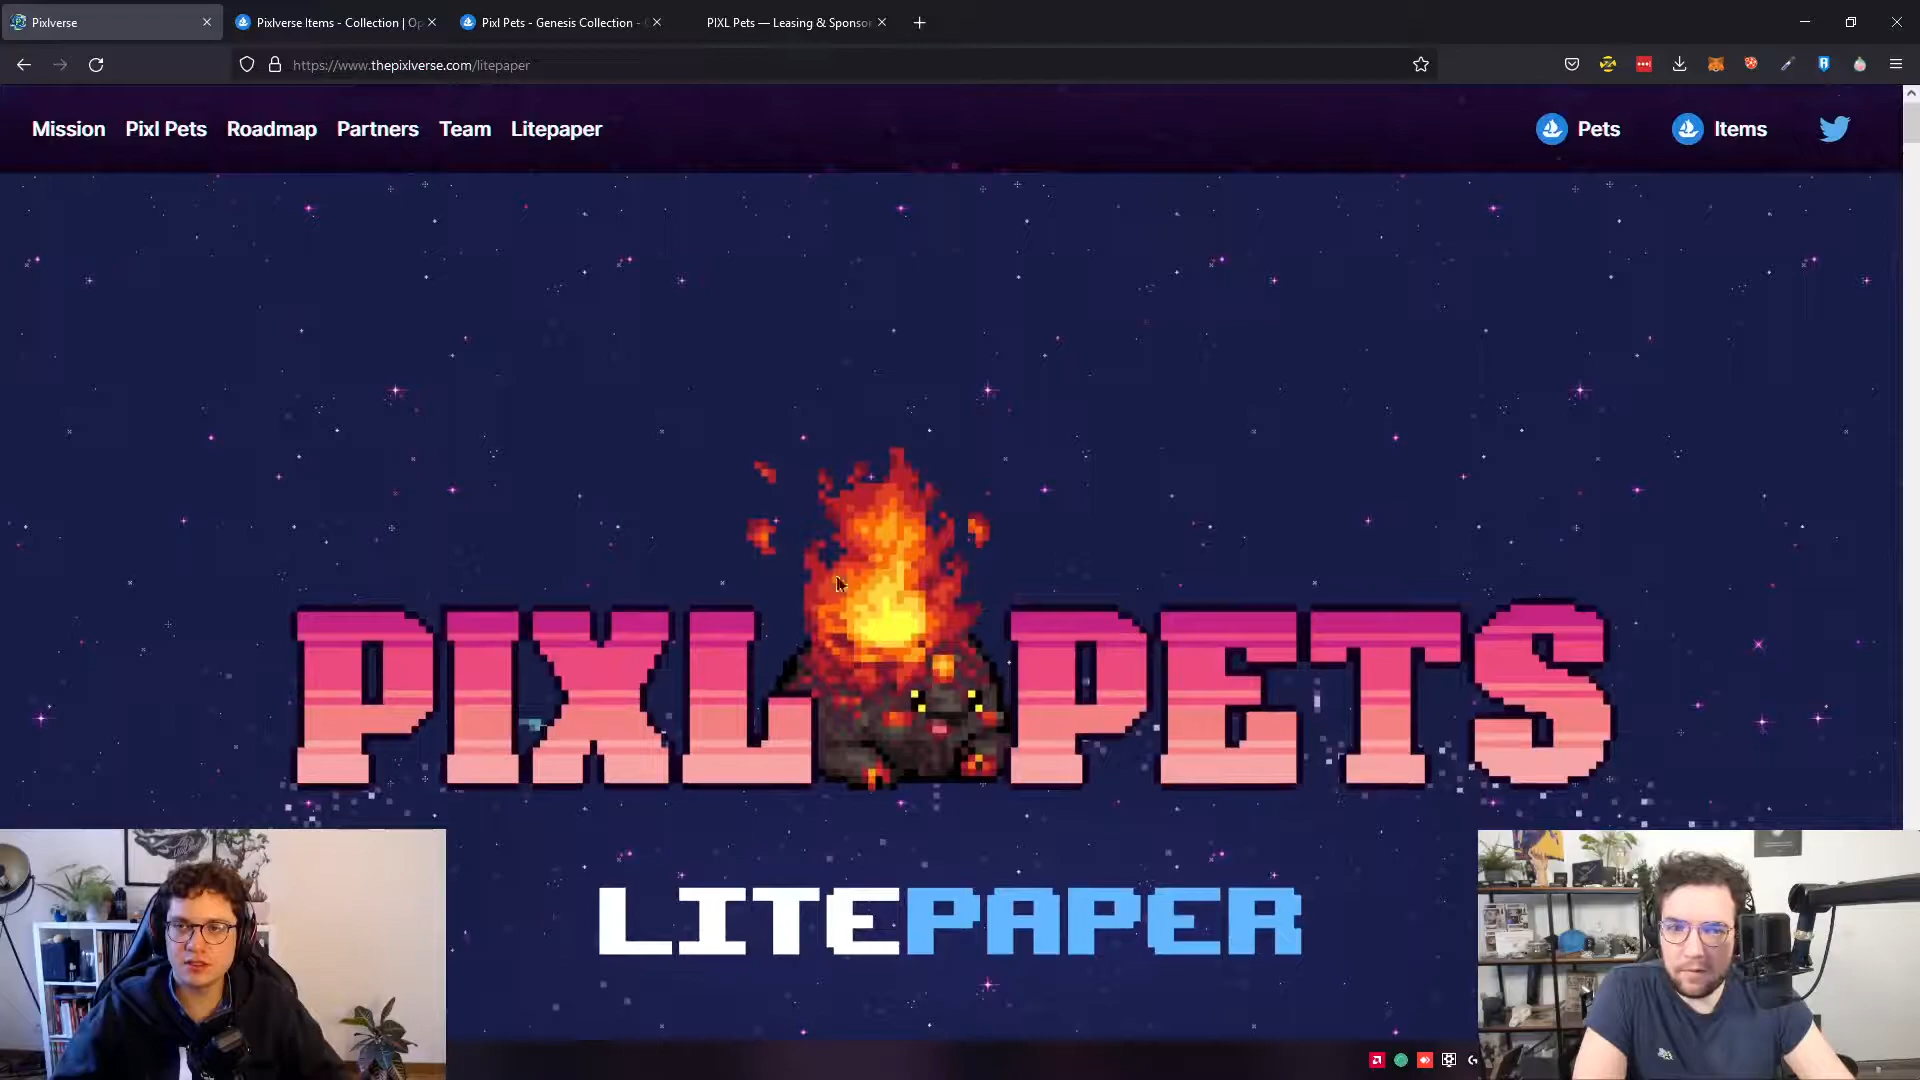 Pixlverse
Pixlverse Items - Collection | Op
Pixl Pets - Genesis Collection -
PIXL Pets — Leasing & Sponso
https://www.thepixlverse.com/litepaper
Mission
Pixl Pets
Roadmap
Partners
Team
Litepaper
Pets
Items
PIXL PETS
LITEPAPER